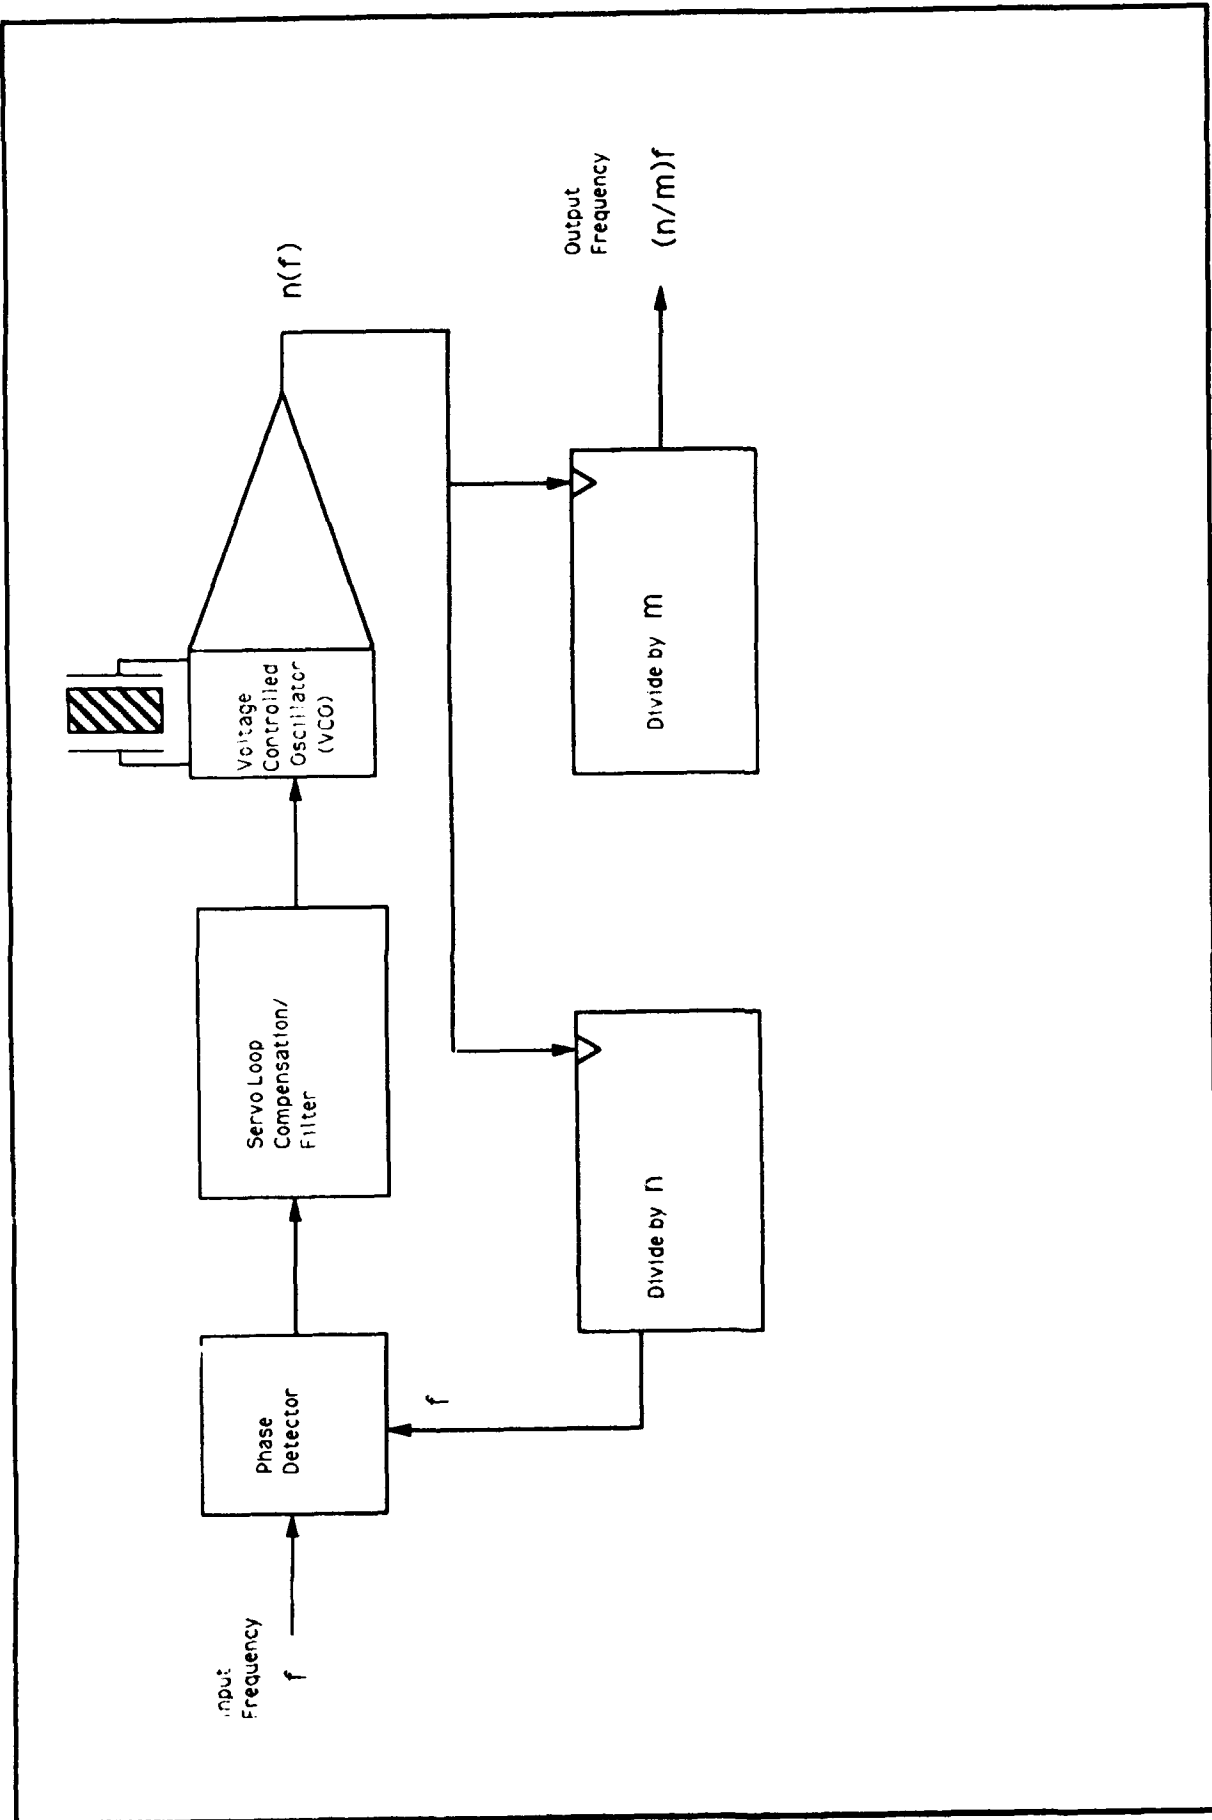 Input
Frequency
f
Phase
Detector
f
Servo Loop
Compensation/
Filter
Voltage
Controlled
Oscillator
(VCO)
n(f)
Divide by n
Divide by m
Output
Frequency
(n/m)f